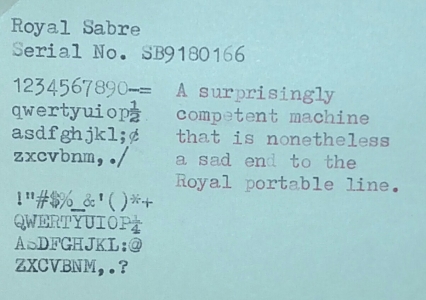 Royal Sabre
Serial No. SB9180166
1234567890-=
qwertyuiop½
asdfghjkl;¢
zxcvbnm,./
!"#$%_&'()*+
QWERTYUIOP¼
ASDFGHJKL:@
ZXCVBNM,.?
A surprisingly
competent machine
that is nonetheless
a sad end to the
Royal portable line.